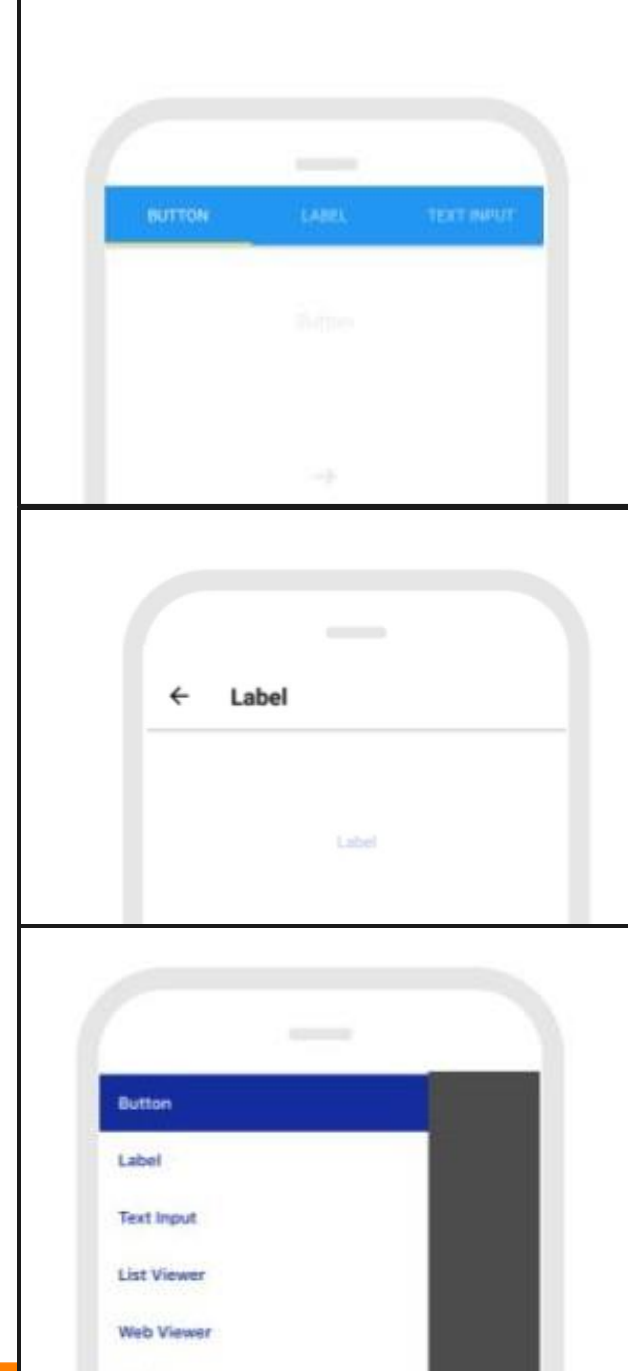 BUTTON LABEL TEXT INPUT
Button
Label
Label
Button
Label
Text Input
List Viewer
Web Viewer